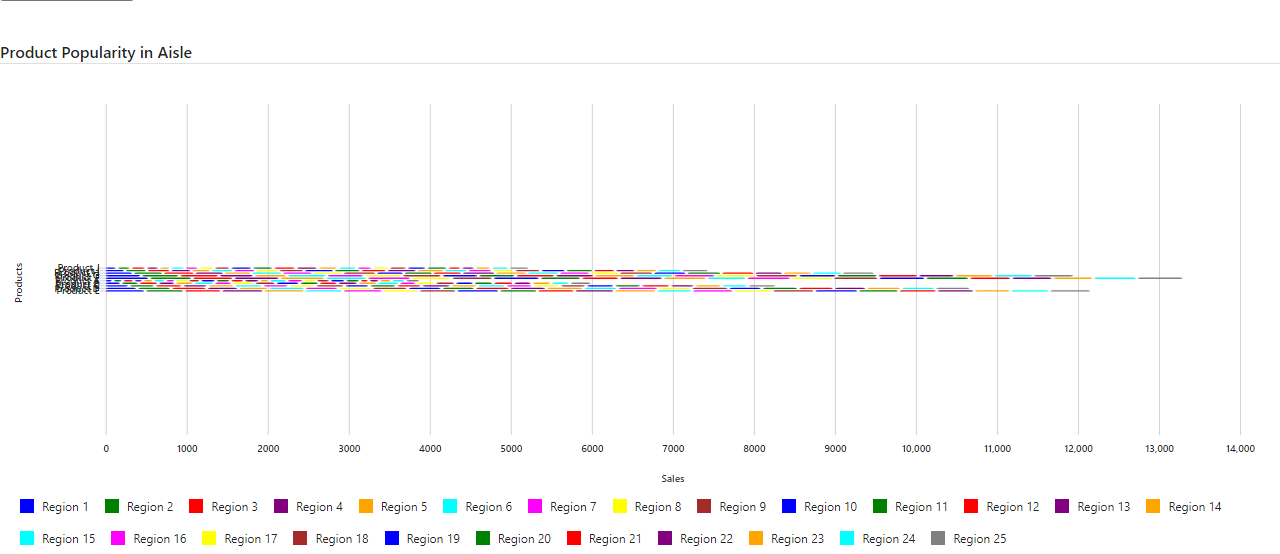 Product Popularity in Aisle
Products
Product J
Product E
0 1000 2000 3000 4000 5000 6000 7000 8000 9000 10,000 11,000 12,000 13,000 14,000
Sales
Region 1 Region 2 Region 3 Region 4 Region 5 Region 6 Region 7 Region 8 Region 9 Region 10 Region 11 Region 12 Region 13 Region 14
Region 15 Region 16 Region 17 Region 18 Region 19 Region 20 Region 21 Region 22 Region 23 Region 24 Region 25